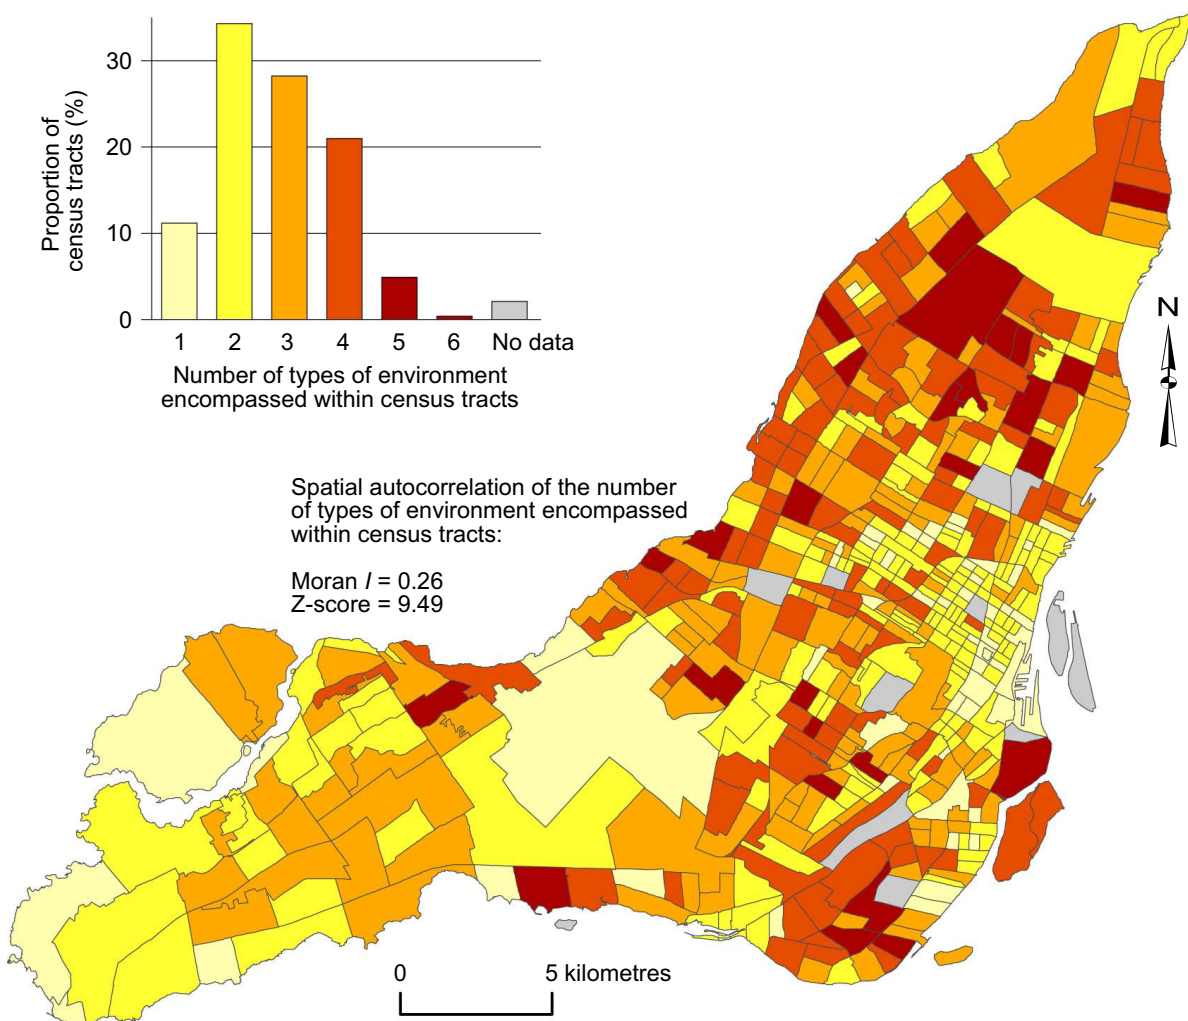 30
20
10
0
Proportion of
census tracts (%)
1 2 3 4 5 6 No data
Number of types of environment
encompassed within census tracts
N
Spatial autocorrelation of the number
of types of environment encompassed
within census tracts:
Moran I = 0.26
Z-score = 9.49
0 5 kilometres